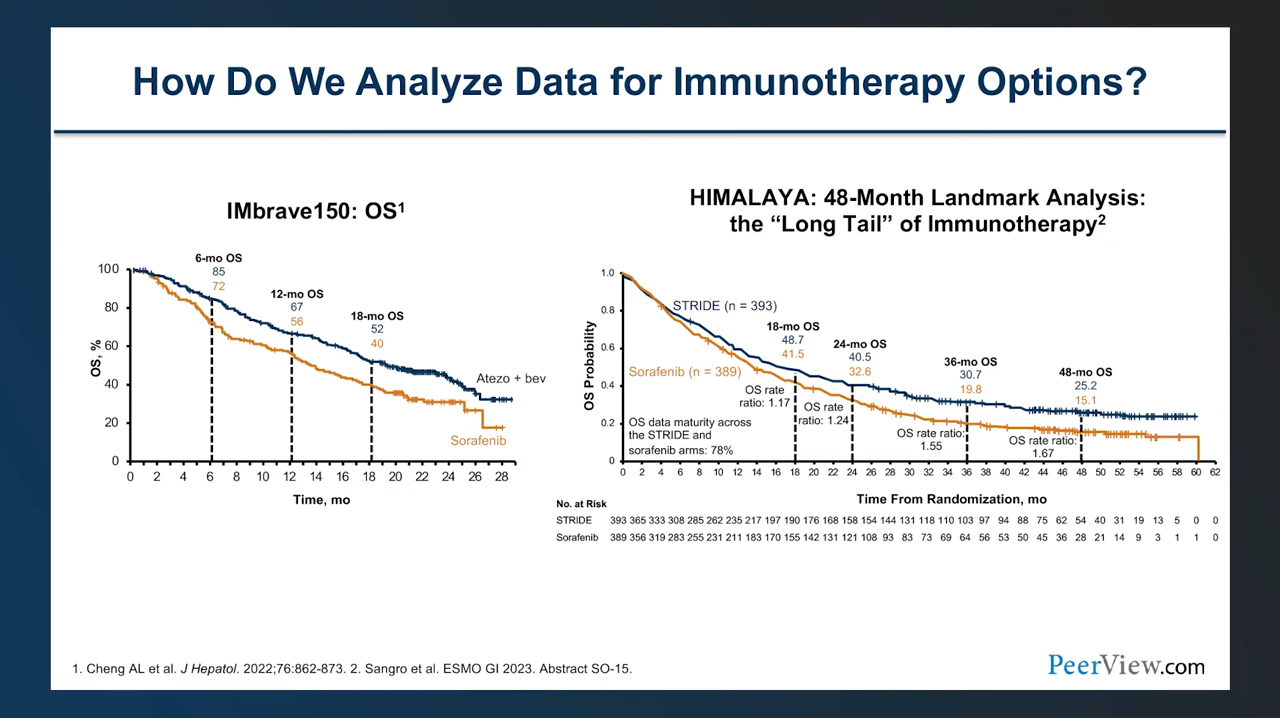 How Do We Analyze Data for Immunotherapy Options?
IMbrave150: OS1
6-mo OS
85
72
12-mo OS
67
56
18-mo OS
52
40
100
80
60
40
20
0
OS, %
Atezo + bev
Sorafenib
0 2 4 6 8 10 12 14 16 18 20 22 24 26 28
Time, mo
HIMALAYA: 48-Month Landmark Analysis:
the “Long Tail” of Immunotherapy2
1.0
0.8
0.6
0.4
0.2
0
OS Probability
STRIDE (n = 393)
Sorafenib (n = 389)
18-mo OS
48.7
41.5
24-mo OS
40.5
32.6
36-mo OS
30.7
19.8
48-mo OS
25.2
15.1
OS rate
ratio: 1.17
OS rate
ratio: 1.24
OS rate ratio:
1.55
OS rate ratio:
1.67
OS data maturity across
the STRIDE and
sorafenib arms: 78%
0 2 4 6 8 10 12 14 16 18 20 22 24 26 28 30 32 34 36 38 40 42 44 46 48 50 52 54 56 58 60 62
Time From Randomization, mo
No. at Risk
STRIDE 393 365 333 308 285 262 235 217 197 190 176 168 158 154 144 131 118 110 103 97 94 88 75 62 54 40 31 19 13 5 0 0
Sorafenib 389 356 319 283 255 231 211 183 170 155 142 131 121 108 93 83 73 69 64 56 53 50 45 36 28 21 14 9 3 1 1 0
1. Cheng AL et al. J Hepatol. 2022;76:862-873. 2. Sangro et al. ESMO GI 2023. Abstract SO-15.
PeerView.com